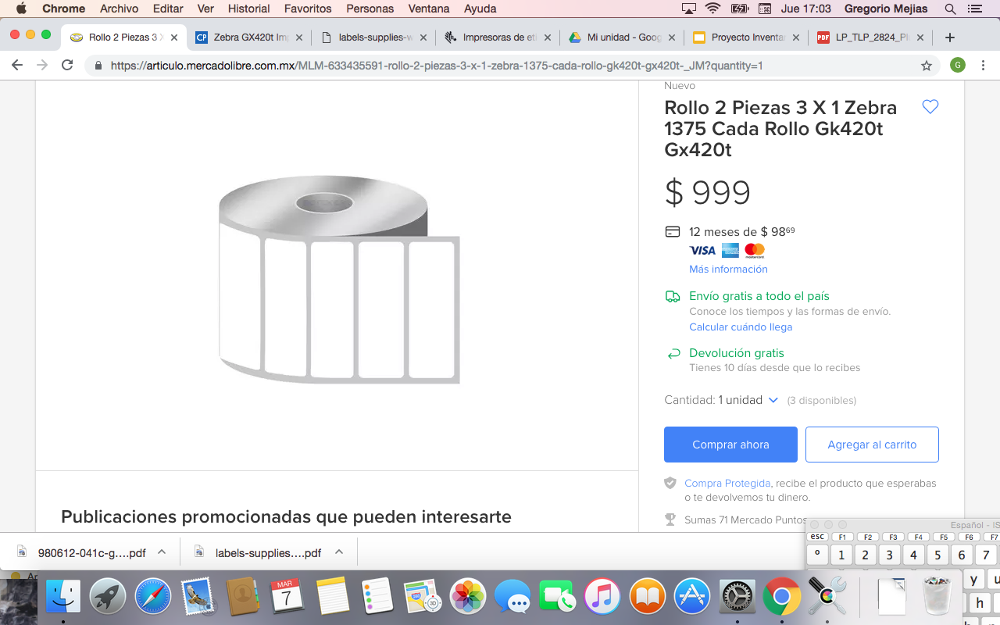 Chrome Archivo Editar Ver Historial Favoritos Personas Ventana Ayuda Jue 17:03 Gregorio Mejias
Rollo 2 Piezas 3 X Zebra GX420t Im labels-supplies-w Impresoras de et Mi unidad - Goog Proyecto Inventa LP_TLP_2824_Pl
https://articulo.mercadolibre.com.mx/MLM-633435591-rollo-2-piezas-3-x-1-zebra-1375-cada-rollo-gk420t-gx420t-_JM?quantity=1 G
Nuevo
Rollo 2 Piezas 3 X 1 Zebra
1375 Cada Rollo Gk420t
Gx420t
$ 999
12 meses de $ 98⁶⁹
VISA AMERICAN EXPRESS mastercard
Más información
Envío gratis a todo el país
Conoce los tiempos y las formas de envío.
Calcular cuándo llega
Devolución gratis
Tienes 10 días desde que lo recibes
Cantidad: 1 unidad (3 disponibles)
Comprar ahora Agregar al carrito
Compra Protegida, recibe el producto que esperabas
o te devolvemos tu dinero.
Sumas 71 Mercado Puntos
Publicaciones promocionadas que pueden interesarte
Español - IS
esc F1 F2 F3 F4 F5 F6 F7
º 1 2 3 4 5 6 7
980612-041c-g....pdf labels-supplies....pdf
y u
h
MAR
7